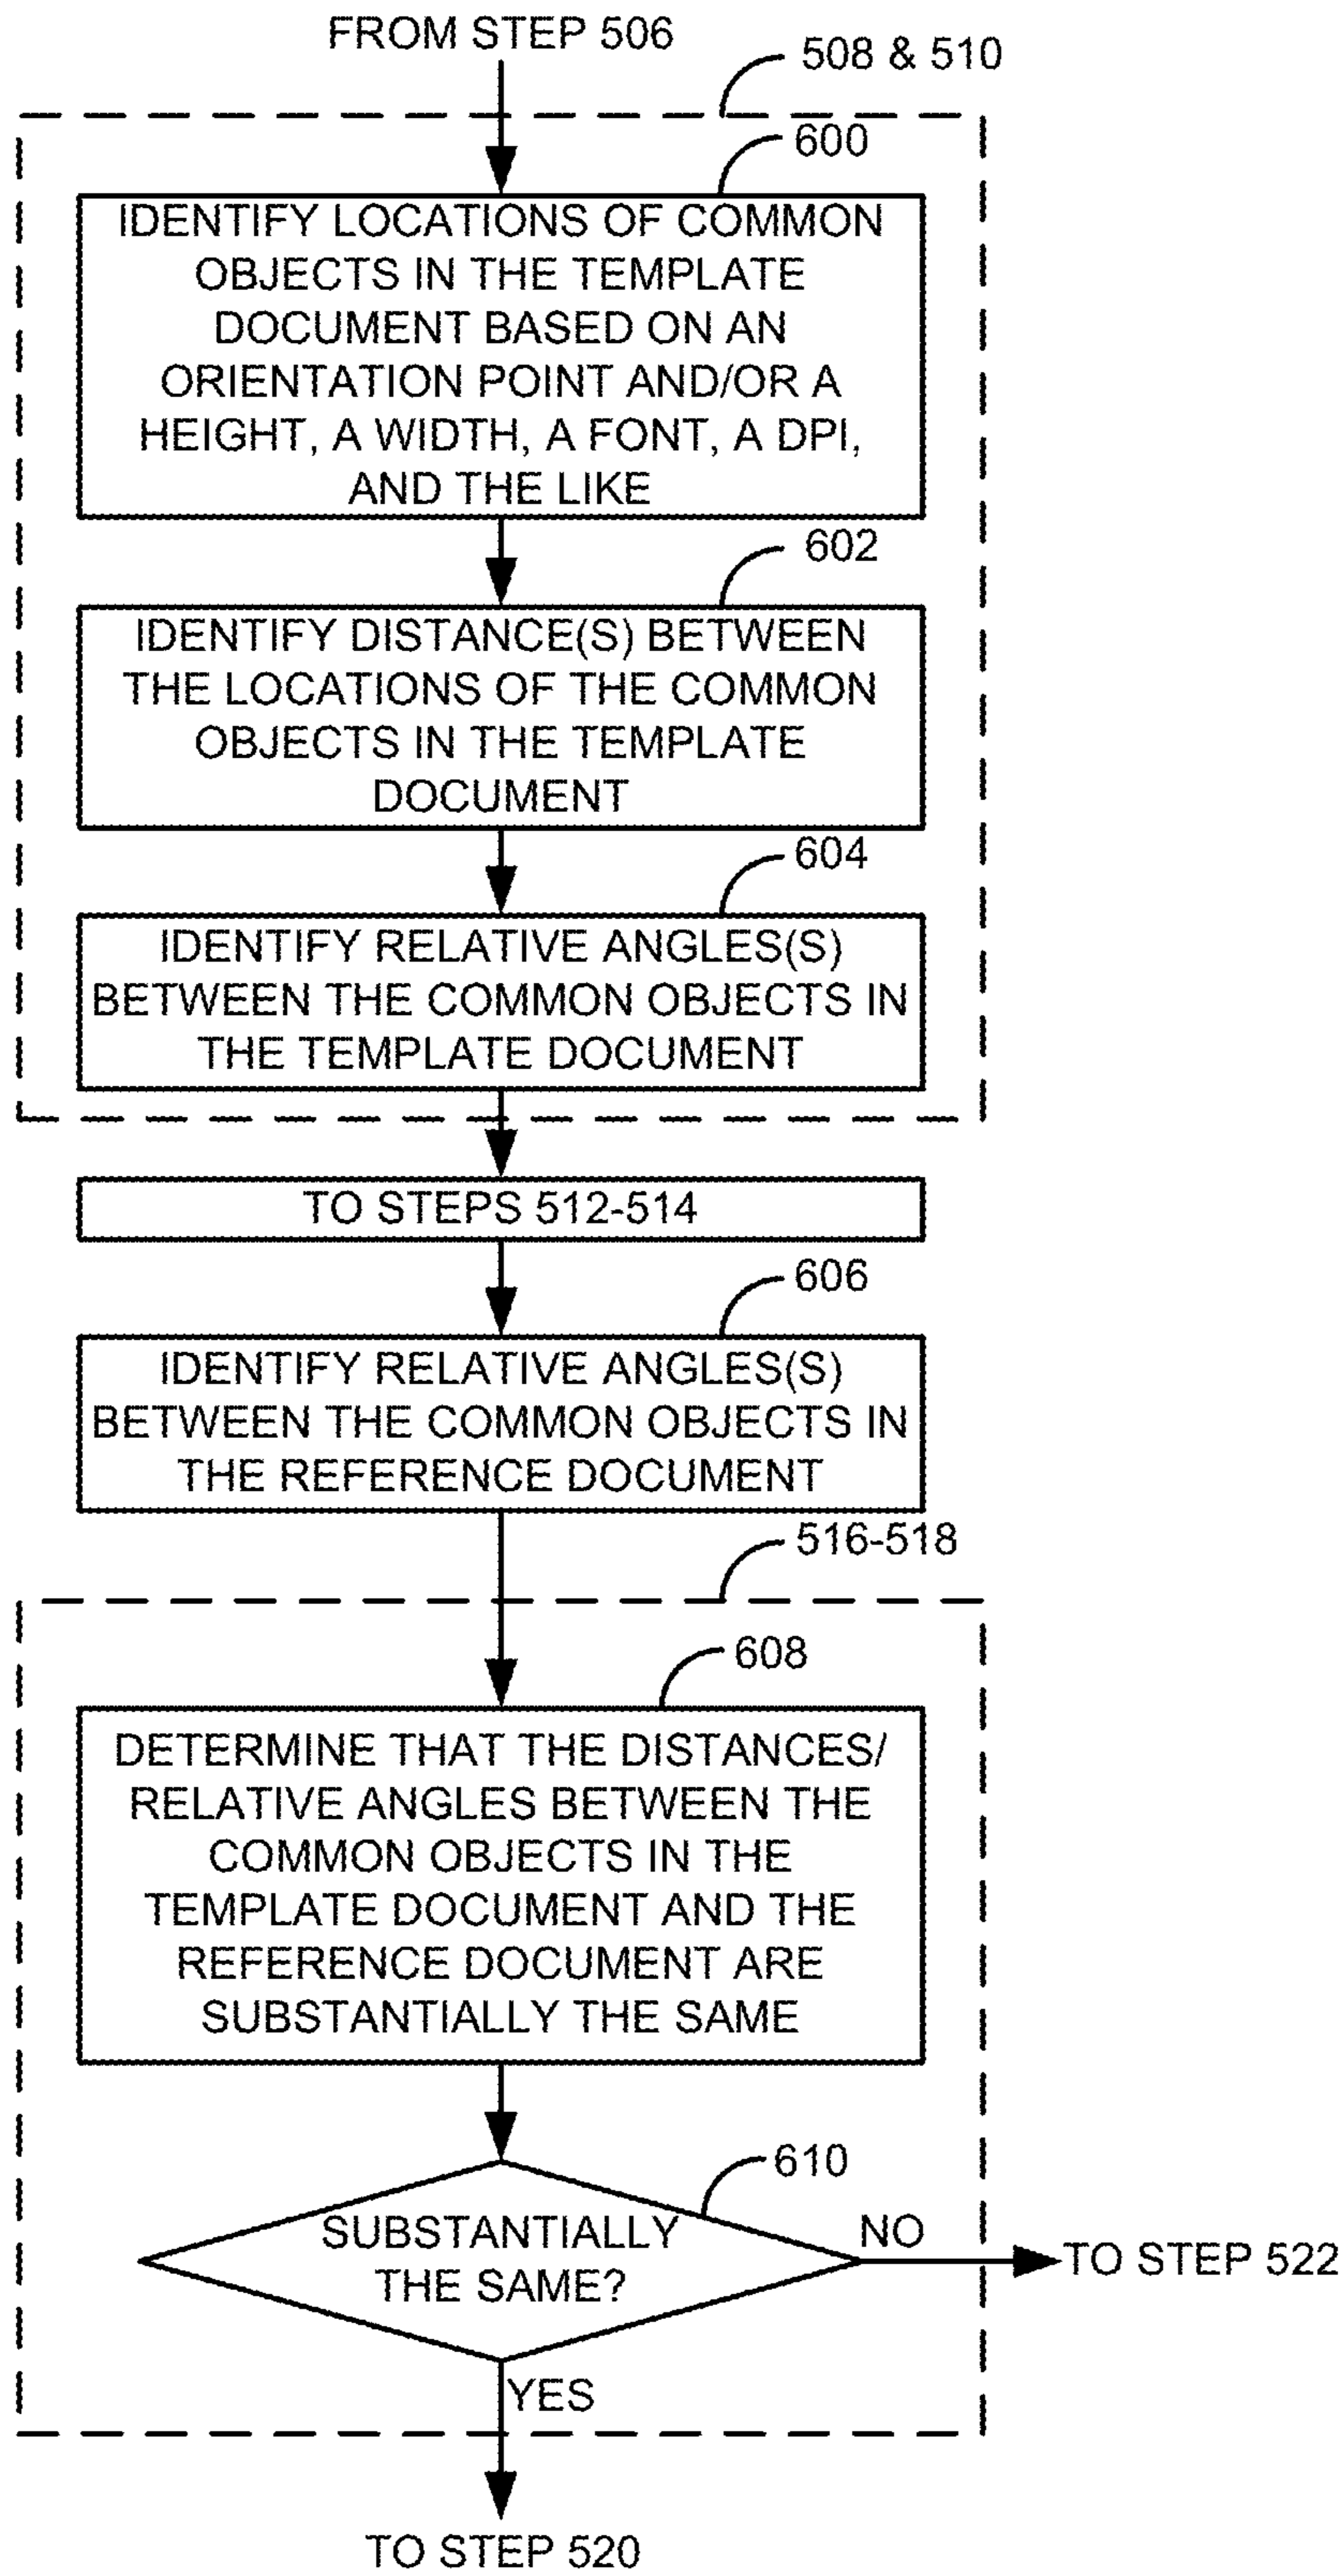 FROM STEP 506
508 & 510
600
IDENTIFY LOCATIONS OF COMMON
OBJECTS IN THE TEMPLATE
DOCUMENT BASED ON AN
ORIENTATION POINT AND/OR A
HEIGHT, A WIDTH, A FONT, A DPI,
AND THE LIKE
602
IDENTIFY DISTANCE(S) BETWEEN
THE LOCATIONS OF THE COMMON
OBJECTS IN THE TEMPLATE
DOCUMENT
604
IDENTIFY RELATIVE ANGLES(S)
BETWEEN THE COMMON OBJECTS IN
THE TEMPLATE DOCUMENT
TO STEPS 512-514
606
IDENTIFY RELATIVE ANGLES(S)
BETWEEN THE COMMON OBJECTS IN
THE REFERENCE DOCUMENT
516-518
608
DETERMINE THAT THE DISTANCES/
RELATIVE ANGLES BETWEEN THE
COMMON OBJECTS IN THE
TEMPLATE DOCUMENT AND THE
REFERENCE DOCUMENT ARE
SUBSTANTIALLY THE SAME
610
SUBSTANTIALLY
THE SAME?
NO
TO STEP 522
YES
TO STEP 520